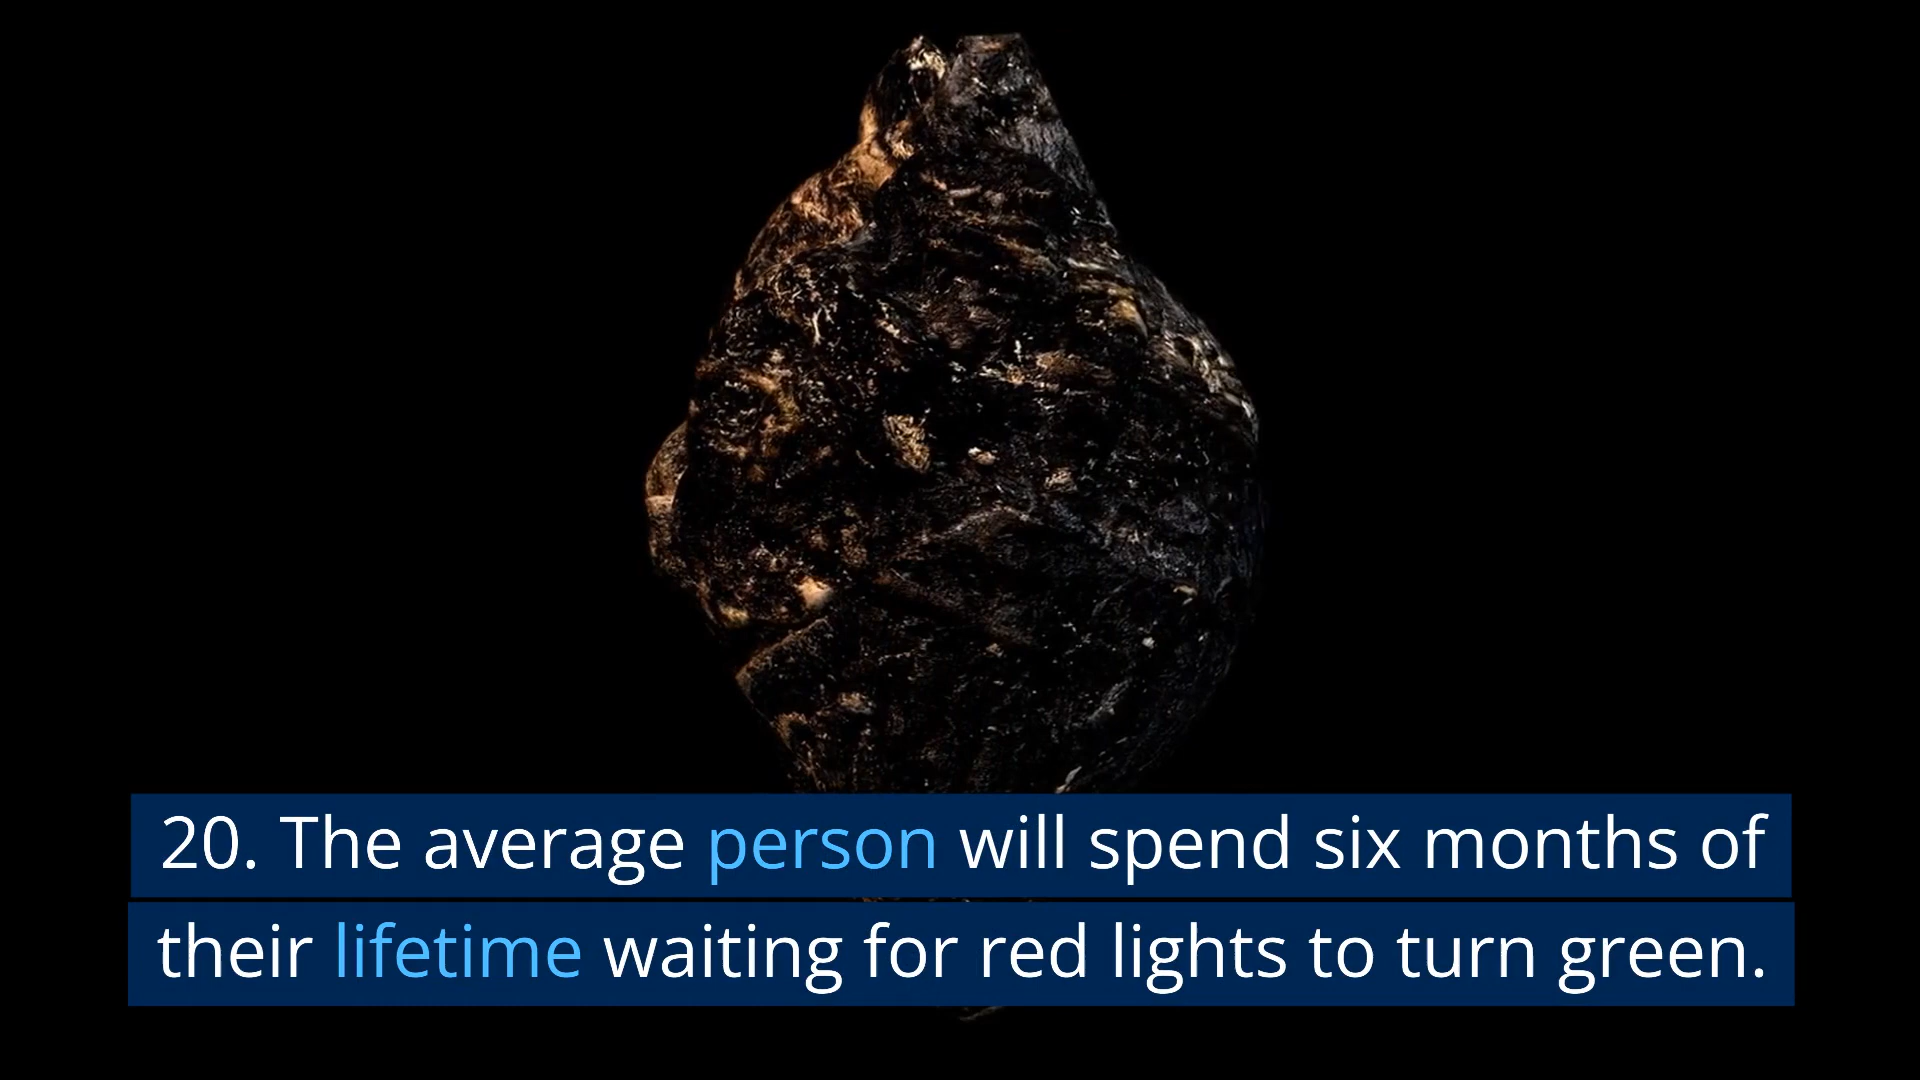 20. The average person will spend six months of
their lifetime waiting for red lights to turn green.